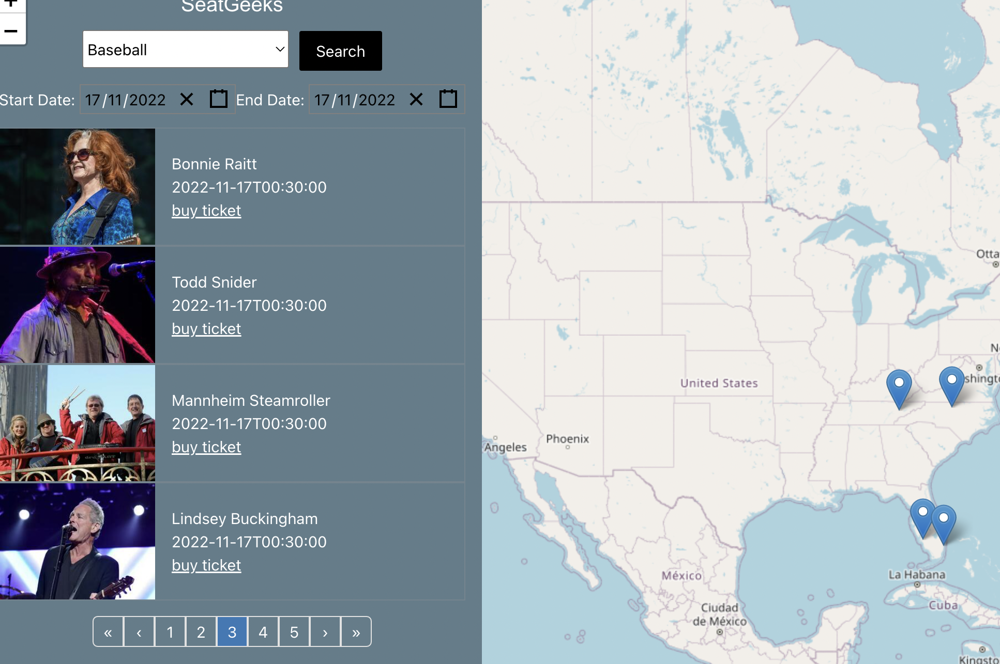 +
SeatGeeks
−
Baseball
Search
Start Date: 17/11/2022
End Date: 17/11/2022
Bonnie Raitt
2022-11-17T00:30:00
buy ticket
Todd Snider
2022-11-17T00:30:00
buy ticket
Mannheim Steamroller
2022-11-17T00:30:00
buy ticket
Lindsey Buckingham
2022-11-17T00:30:00
buy ticket
« ‹ 1 2 3 4 5 › »
Otta
Ne
shingto
United States
Phoenix
Angeles
México
La Habana
Cuba
Ciudad
de México
Kingsto